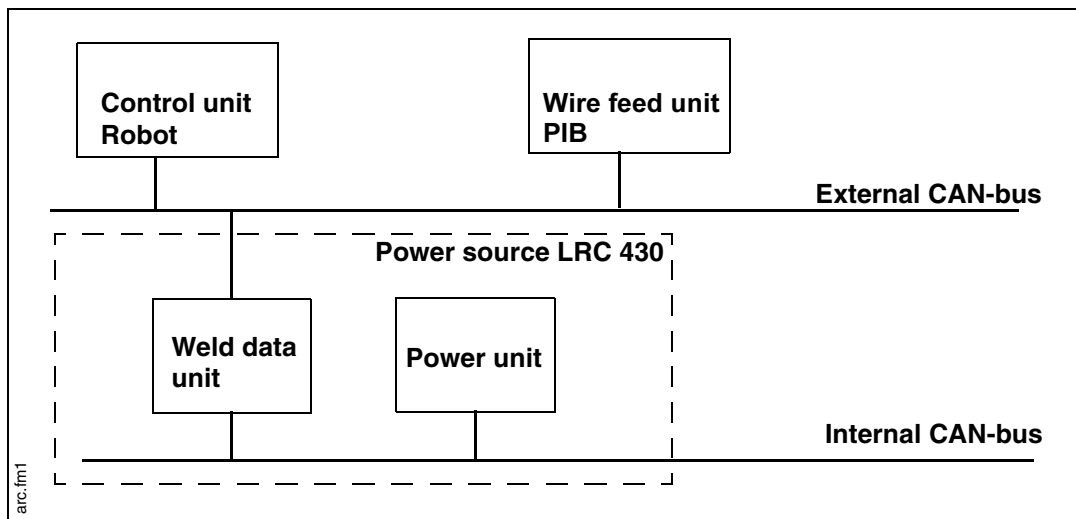 Control unit
Robot
Wire feed unit
PIB
External CAN-bus
Power source LRC 430
Weld data
unit
Power unit
Internal CAN-bus
arc.fm1